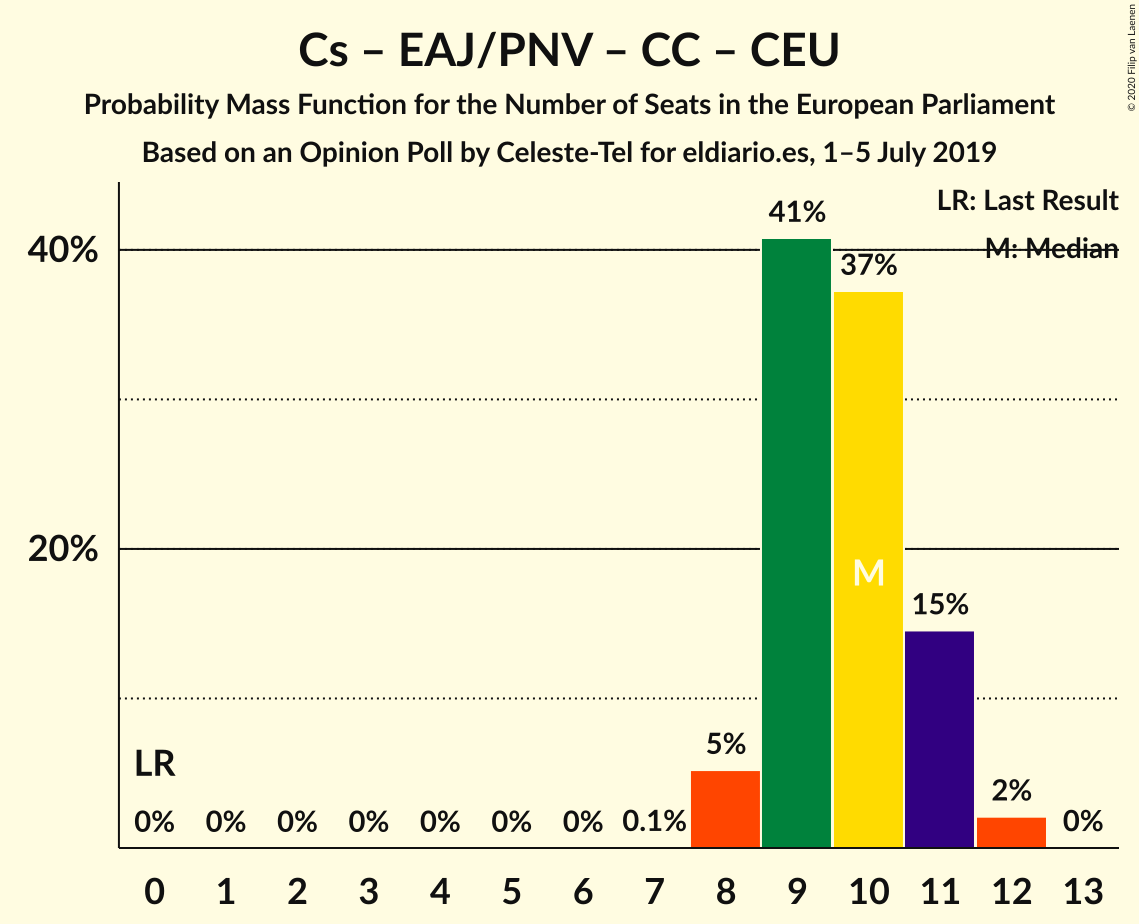 Cs – EAJ/PNV – CC – CEU
Probability Mass Function for the Number of Seats in the European Parliament
Based on an Opinion Poll by Celeste-Tel for eldiario.es, 1–5 July 2019
© 2020 Filip van Laenen
LR: Last Result
M: Median
40%
20%
41%
37%
M
15%
5%
2%
LR
0% 0% 0% 0% 0% 0% 0% 0.1% 0%
0 1 2 3 4 5 6 7 8 9 10 11 12 13